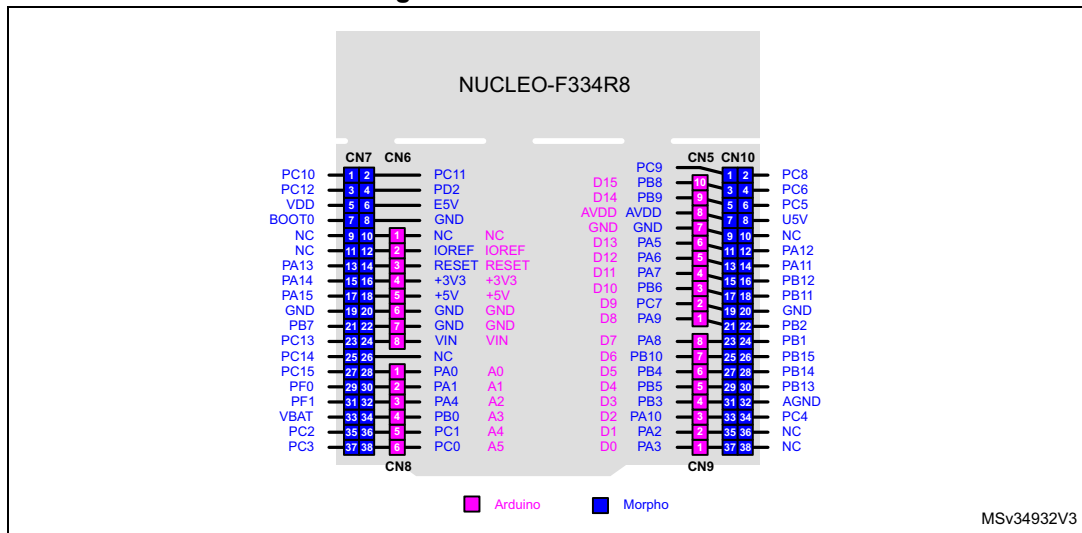 NUCLEO-F334R8
CN7 CN6 CN5 CN10
PC9
PC10 1 2 PC11 1 2 PC8
PC12 3 4 PD2 D15 PB8 10 3 4 PC6
VDD 5 6 E5V D14 PB9 9 5 6 PC5
BOOT0 7 8 GND AVDD AVDD 8 7 8 U5V
NC 9 10 1 NC NC GND GND 7 9 10 NC
NC 11 12 2 IOREF IOREF D13 PA5 6 11 12 PA12
PA13 13 14 3 RESET RESET D12 PA6 5 13 14 PA11
PA14 15 16 4 +3V3 +3V3 D11 PA7 4 15 16 PB12
PA15 17 18 5 +5V +5V D10 PB6 3 17 18 PB11
GND 19 20 6 GND GND D9 PC7 2 19 20 GND
PB7 21 22 7 GND GND D8 PA9 1 21 22 PB2
PC13 23 24 8 VIN VIN D7 PA8 8 23 24 PB1
PC14 25 26 NC D6 PB10 7 25 26 PB15
PC15 27 28 1 PA0 A0 D5 PB4 6 27 28 PB14
PF0 29 30 2 PA1 A1 D4 PB5 5 29 30 PB13
PF1 31 32 3 PA4 A2 D3 PB3 4 31 32 AGND
VBAT 33 34 4 PB0 A3 D2 PA10 3 33 34 PC4
PC2 35 36 5 PC1 A4 D1 PA2 2 35 36 NC
PC3 37 38 6 PC0 A5 D0 PA3 1 37 38 NC
CN8 CN9
Arduino Morpho
MSv34932V3